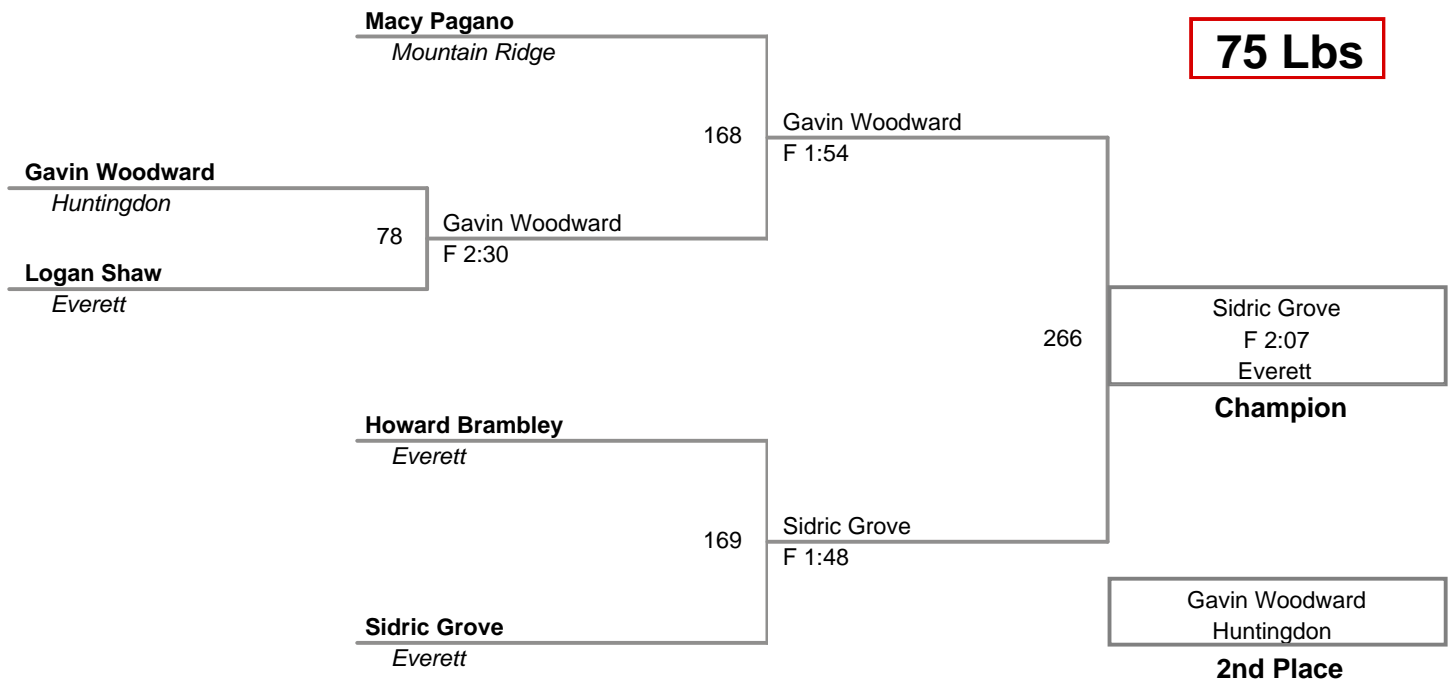 Macy Pagano
Mountain Ridge
75 Lbs
168
Gavin Woodward
F 1:54
Gavin Woodward
Huntingdon
78
Gavin Woodward
F 2:30
Logan Shaw
Everett
266
Sidric Grove
F 2:07
Everett
Champion
Howard Brambley
Everett
169
Sidric Grove
F 1:48
Sidric Grove
Everett
Gavin Woodward
Huntingdon
2nd Place